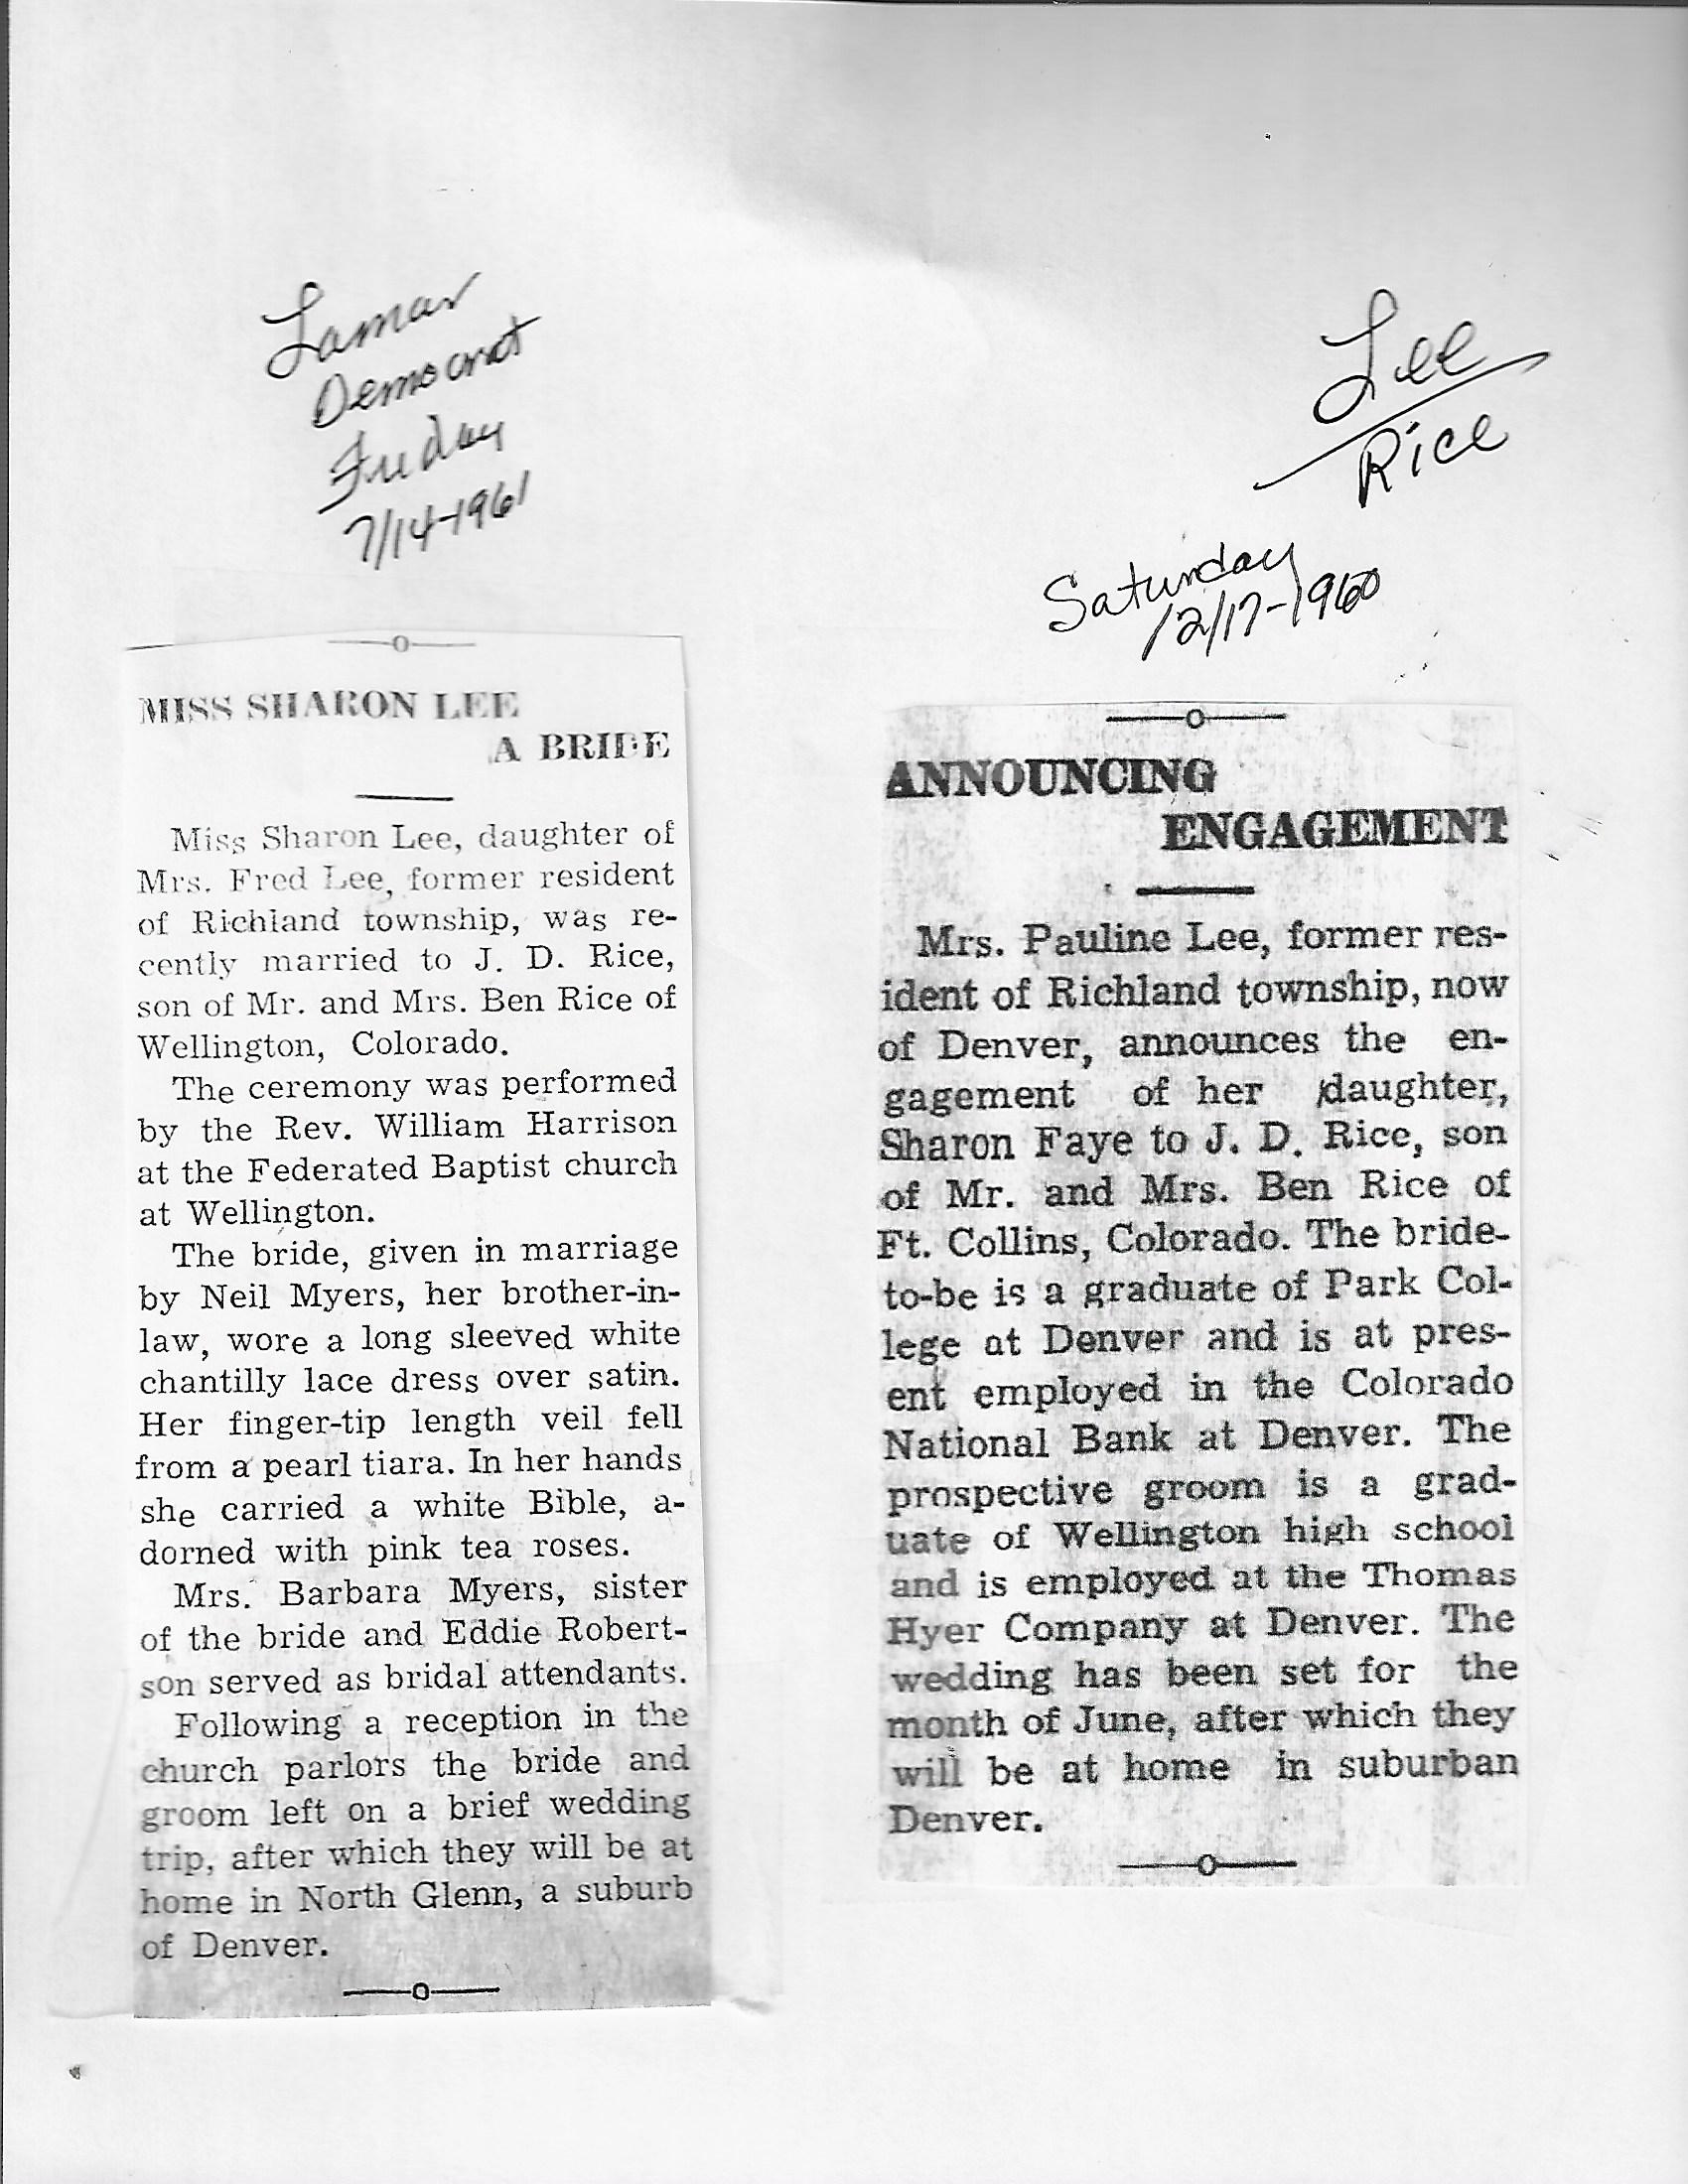 Lamar
Democrat
Friday
7/14-1961
—o—
MISS SHARON LEE
A BRIDE
Miss Sharon Lee, daughter of
Mrs. Fred Lee, former resident
of Richland township, was re-
cently married to J. D. Rice,
son of Mr. and Mrs. Ben Rice of
Wellington, Colorado.
The ceremony was performed
by the Rev. William Harrison
at the Federated Baptist church
at Wellington.
The bride, given in marriage
by Neil Myers, her brother-in-
law, wore a long sleeved white
chantilly lace dress over satin.
Her finger-tip length veil fell
from a pearl tiara. In her hands
she carried a white Bible, a-
dorned with pink tea roses.
Mrs. Barbara Myers, sister
of the bride and Eddie Robert-
son served as bridal attendants.
Following a reception in the
church parlors the bride and
groom left on a brief wedding
trip, after which they will be at
home in North Glenn, a suburb
of Denver.
—o—
Lee
Rice
Saturday
12/17-1960
—o—
ANNOUNCING
ENGAGEMENT
Mrs. Pauline Lee, former res-
ident of Richland township, now
of Denver, announces the en-
gagement of her daughter,
Sharon Faye to J. D. Rice, son
of Mr. and Mrs. Ben Rice of
Ft. Collins, Colorado. The bride-
to-be is a graduate of Park Col-
lege at Denver and is at pres-
ent employed in the Colorado
National Bank at Denver. The
prospective groom is a grad-
uate of Wellington high school
and is employed at the Thomas
Hyer Company at Denver. The
wedding has been set for the
month of June, after which they
will be at home in suburban
Denver.
—o—